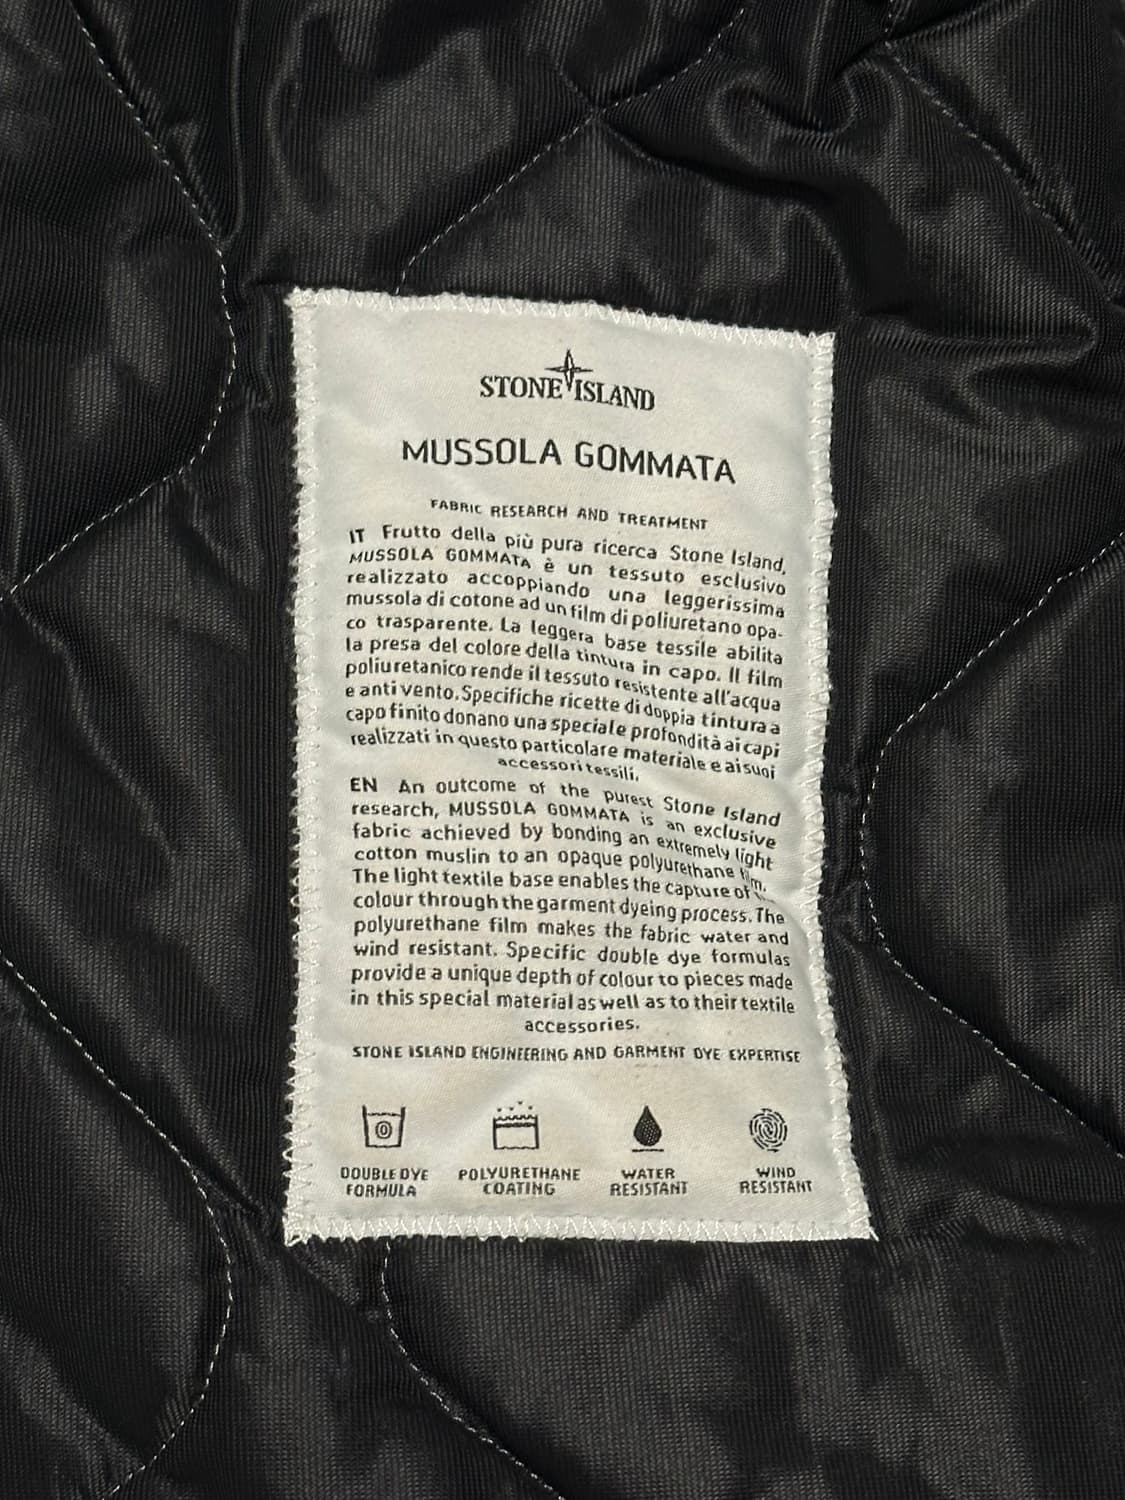 STONE ISLAND
MUSSOLA GOMMATA
FABRIC RESEARCH AND TREATMENT
IT Frutto della più pura ricerca Stone Island,
MUSSOLA GOMMATA è un tessuto esclusivo
realizzato accoppiando una leggerissima
mussola di cotone ad un film di poliuretano opa-
co trasparente. La leggera base tessile abilita
la presa del colore della tintura in capo. Il film
poliuretanico rende il tessuto resistente all'acqua
e anti vento. Specifiche ricette di doppia tintura a
capo finito donano una speciale profondità ai capi
realizzati in questo particolare materiale e ai suoi
accessori tessili.
EN An outcome of the purest Stone Island
research, MUSSOLA GOMMATA is an exclusive
fabric achieved by bonding an extremely light
cotton muslin to an opaque polyurethane film.
The light textile base enables the capture of
colour through the garment dyeing process. The
polyurethane film makes the fabric water and
wind resistant. Specific double dye formulas
provide a unique depth of colour to pieces made
in this special material as well as to their textile
accessories.
STONE ISLAND ENGINEERING AND GARMENT DYE EXPERTISE
DOUBLE DYE POLYURETHANE WATER WIND
FORMULA COATING RESISTANT RESISTANT